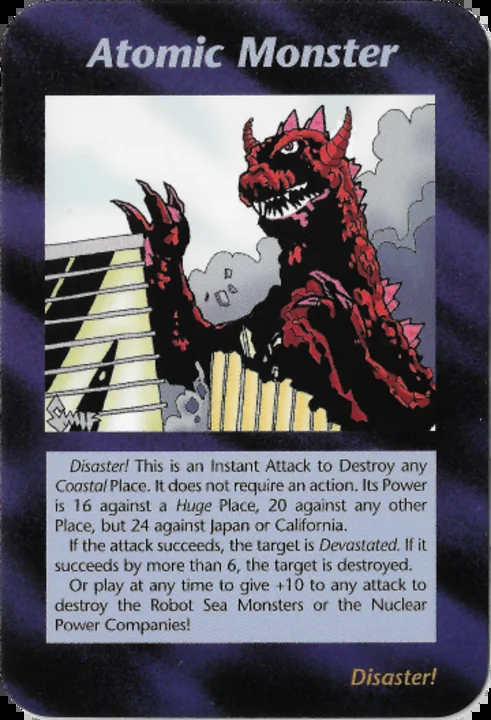 Atomic Monster
Disaster! This is an Instant Attack to Destroy any
Coastal Place. It does not require an action. Its Power
is 16 against a Huge Place, 20 against any other
Place, but 24 against Japan or California.
If the attack succeeds, the target is Devastated. If it
succeeds by more than 6, the target is destroyed.
Or play at any time to give +10 to any attack to
destroy the Robot Sea Monsters or the Nuclear
Power Companies!
Disaster!